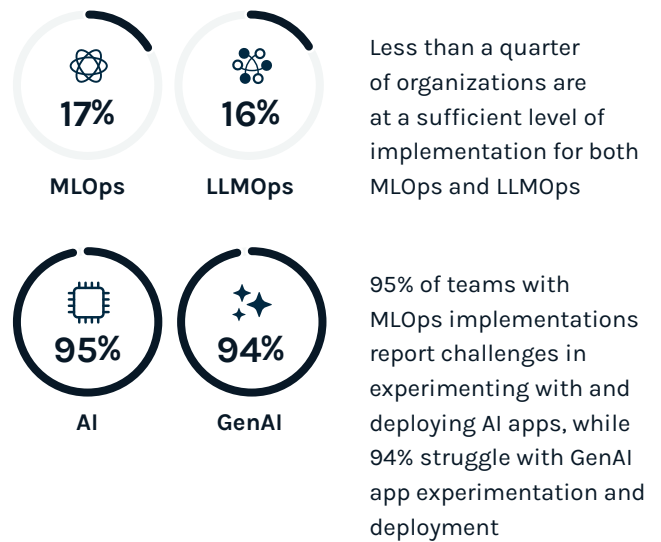 17%
16%
MLOps
LLMOps
Less than a quarter
of organizations are
at a sufficient level of
implementation for both
MLOps and LLMOps
95%
94%
AI
GenAI
95% of teams with
MLOps implementations
report challenges in
experimenting with and
deploying AI apps, while
94% struggle with GenAI
app experimentation and
deployment